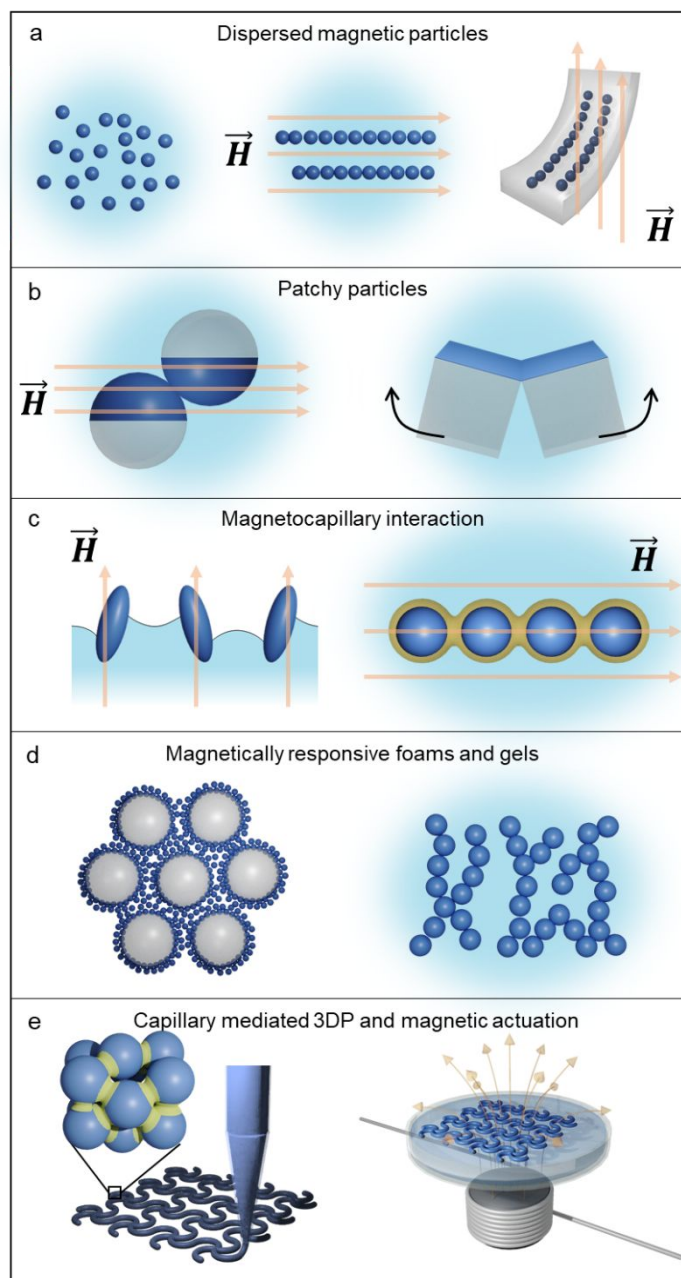 a
Dispersed magnetic particles
H
H
b
Patchy particles
H
c
Magnetocapillary interaction
H
H
d
Magnetically responsive foams and gels
e
Capillary mediated 3DP and magnetic actuation